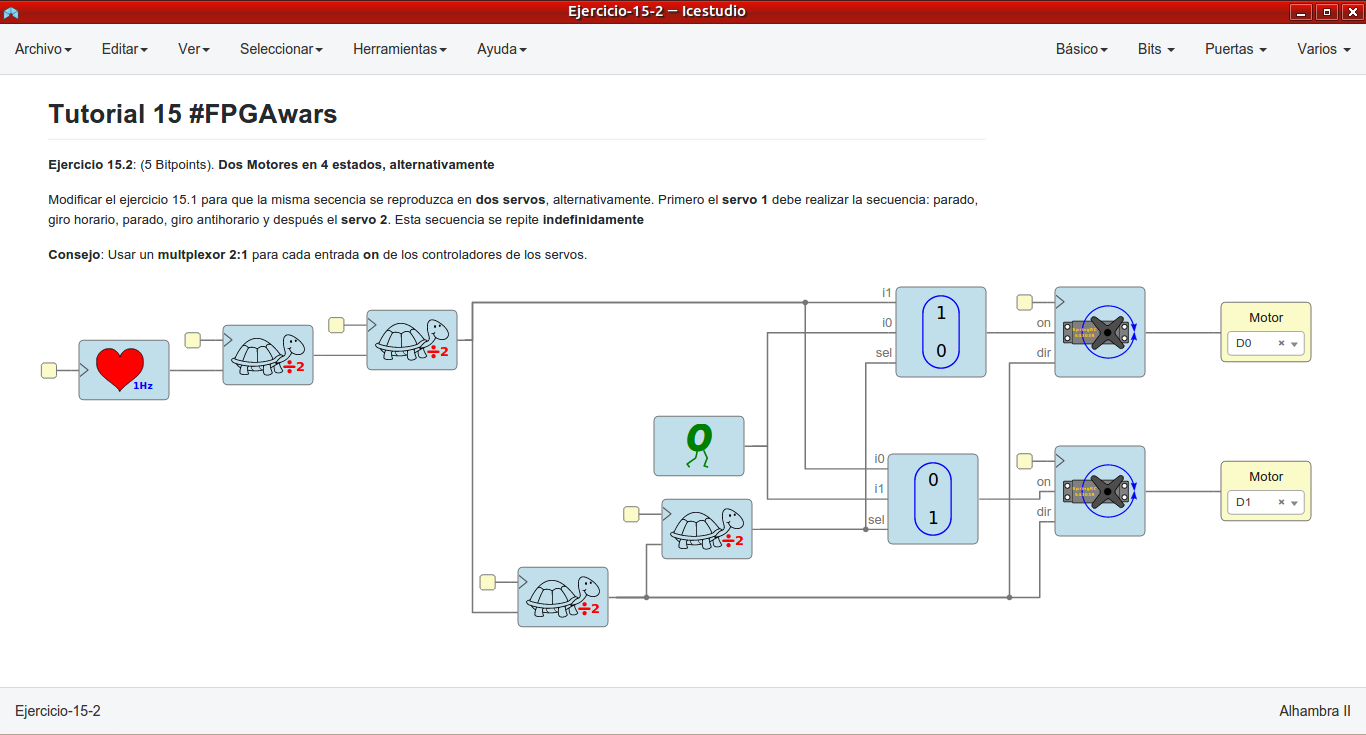 Ejercicio-15-2 — Icestudio
Archivo Editar Ver Seleccionar Herramientas Ayuda Básico Bits Puertas Varios
Tutorial 15 #FPGAwars
Ejercicio 15.2: (5 Bitpoints). Dos Motores en 4 estados, alternativamente
Modificar el ejercicio 15.1 para que la misma secencia se reproduzca en dos servos, alternativamente. Primero el servo 1 debe realizar la secuencia: parado,
giro horario, parado, giro antihorario y después el servo 2. Esta secuencia se repite indefinidamente
Consejo: Usar un multplexor 2:1 para cada entrada on de los controladores de los servos.
1Hz
÷2
÷2
i1
i0
sel
1
0
on
dir
Motor
D0
0
÷2
÷2
i0
i1
sel
0
1
on
dir
Motor
D1
Ejercicio-15-2
Alhambra II